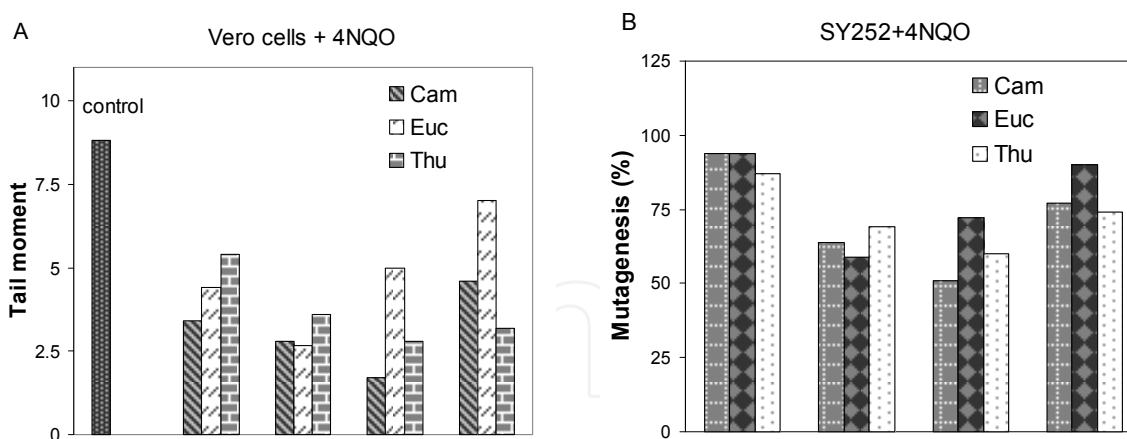 A
Vero cells + 4NQO
Tail moment
10
7.5
5
2.5
0
control
Cam
Euc
Thu
B
SY252+4NQO
Mutagenesis (%)
125
100
75
50
25
0
Cam
Euc
Thu